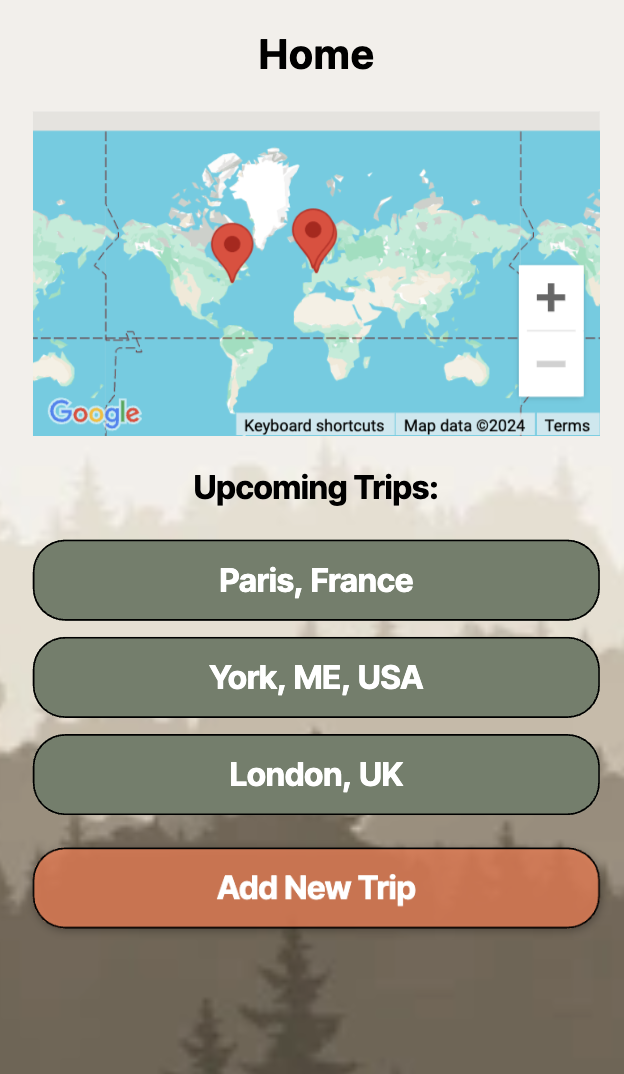 Home
Google
Keyboard shortcuts
Map data ©2024
Terms
Upcoming Trips:
Paris, France
York, ME, USA
London, UK
Add New Trip